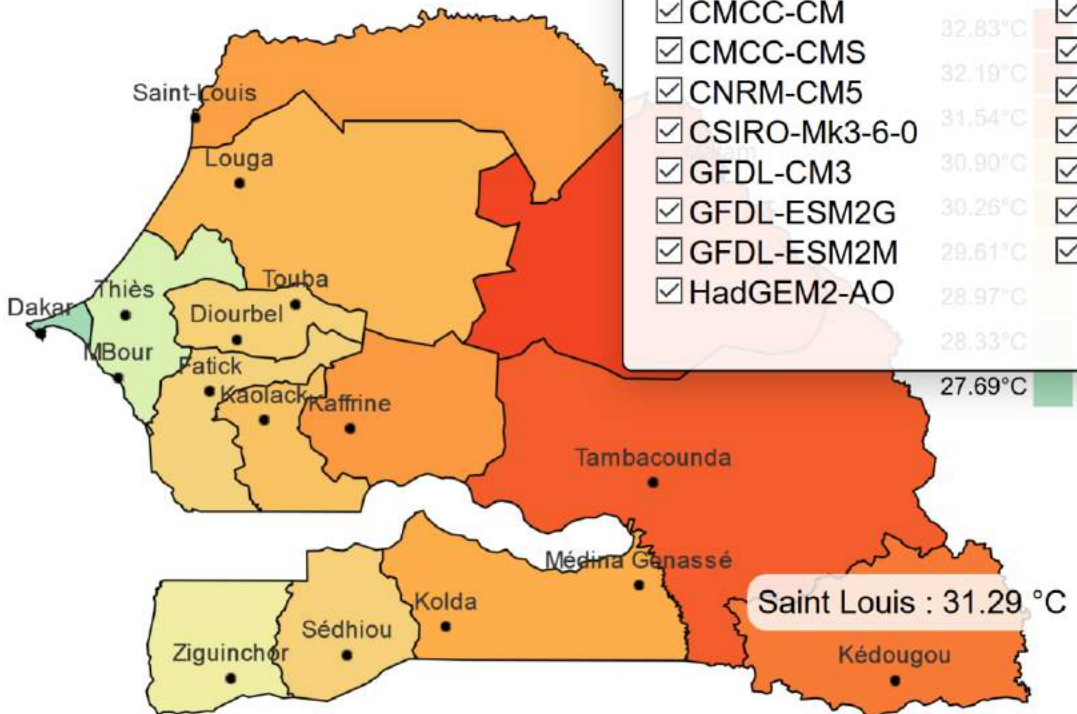 CMCC-CM
CMCC-CMS
CNRM-CM5
CSIRO-Mk3-6-0
GFDL-CM3
GFDL-ESM2G
GFDL-ESM2M
HadGEM2-AO
32.83°C
32.19°C
31.54°C
30.90°C
30.26°C
29.61°C
28.97°C
28.33°C
27.69°C
Saint-Louis
Louga
Touba
Thiès
Dakar
Diourbel
MBour
Fatick
Kaolack
Kaffrine
Tambacounda
Médina Gonassé
Saint Louis : 31.29 °C
Kolda
Sédhiou
Ziguinchor
Kédougou